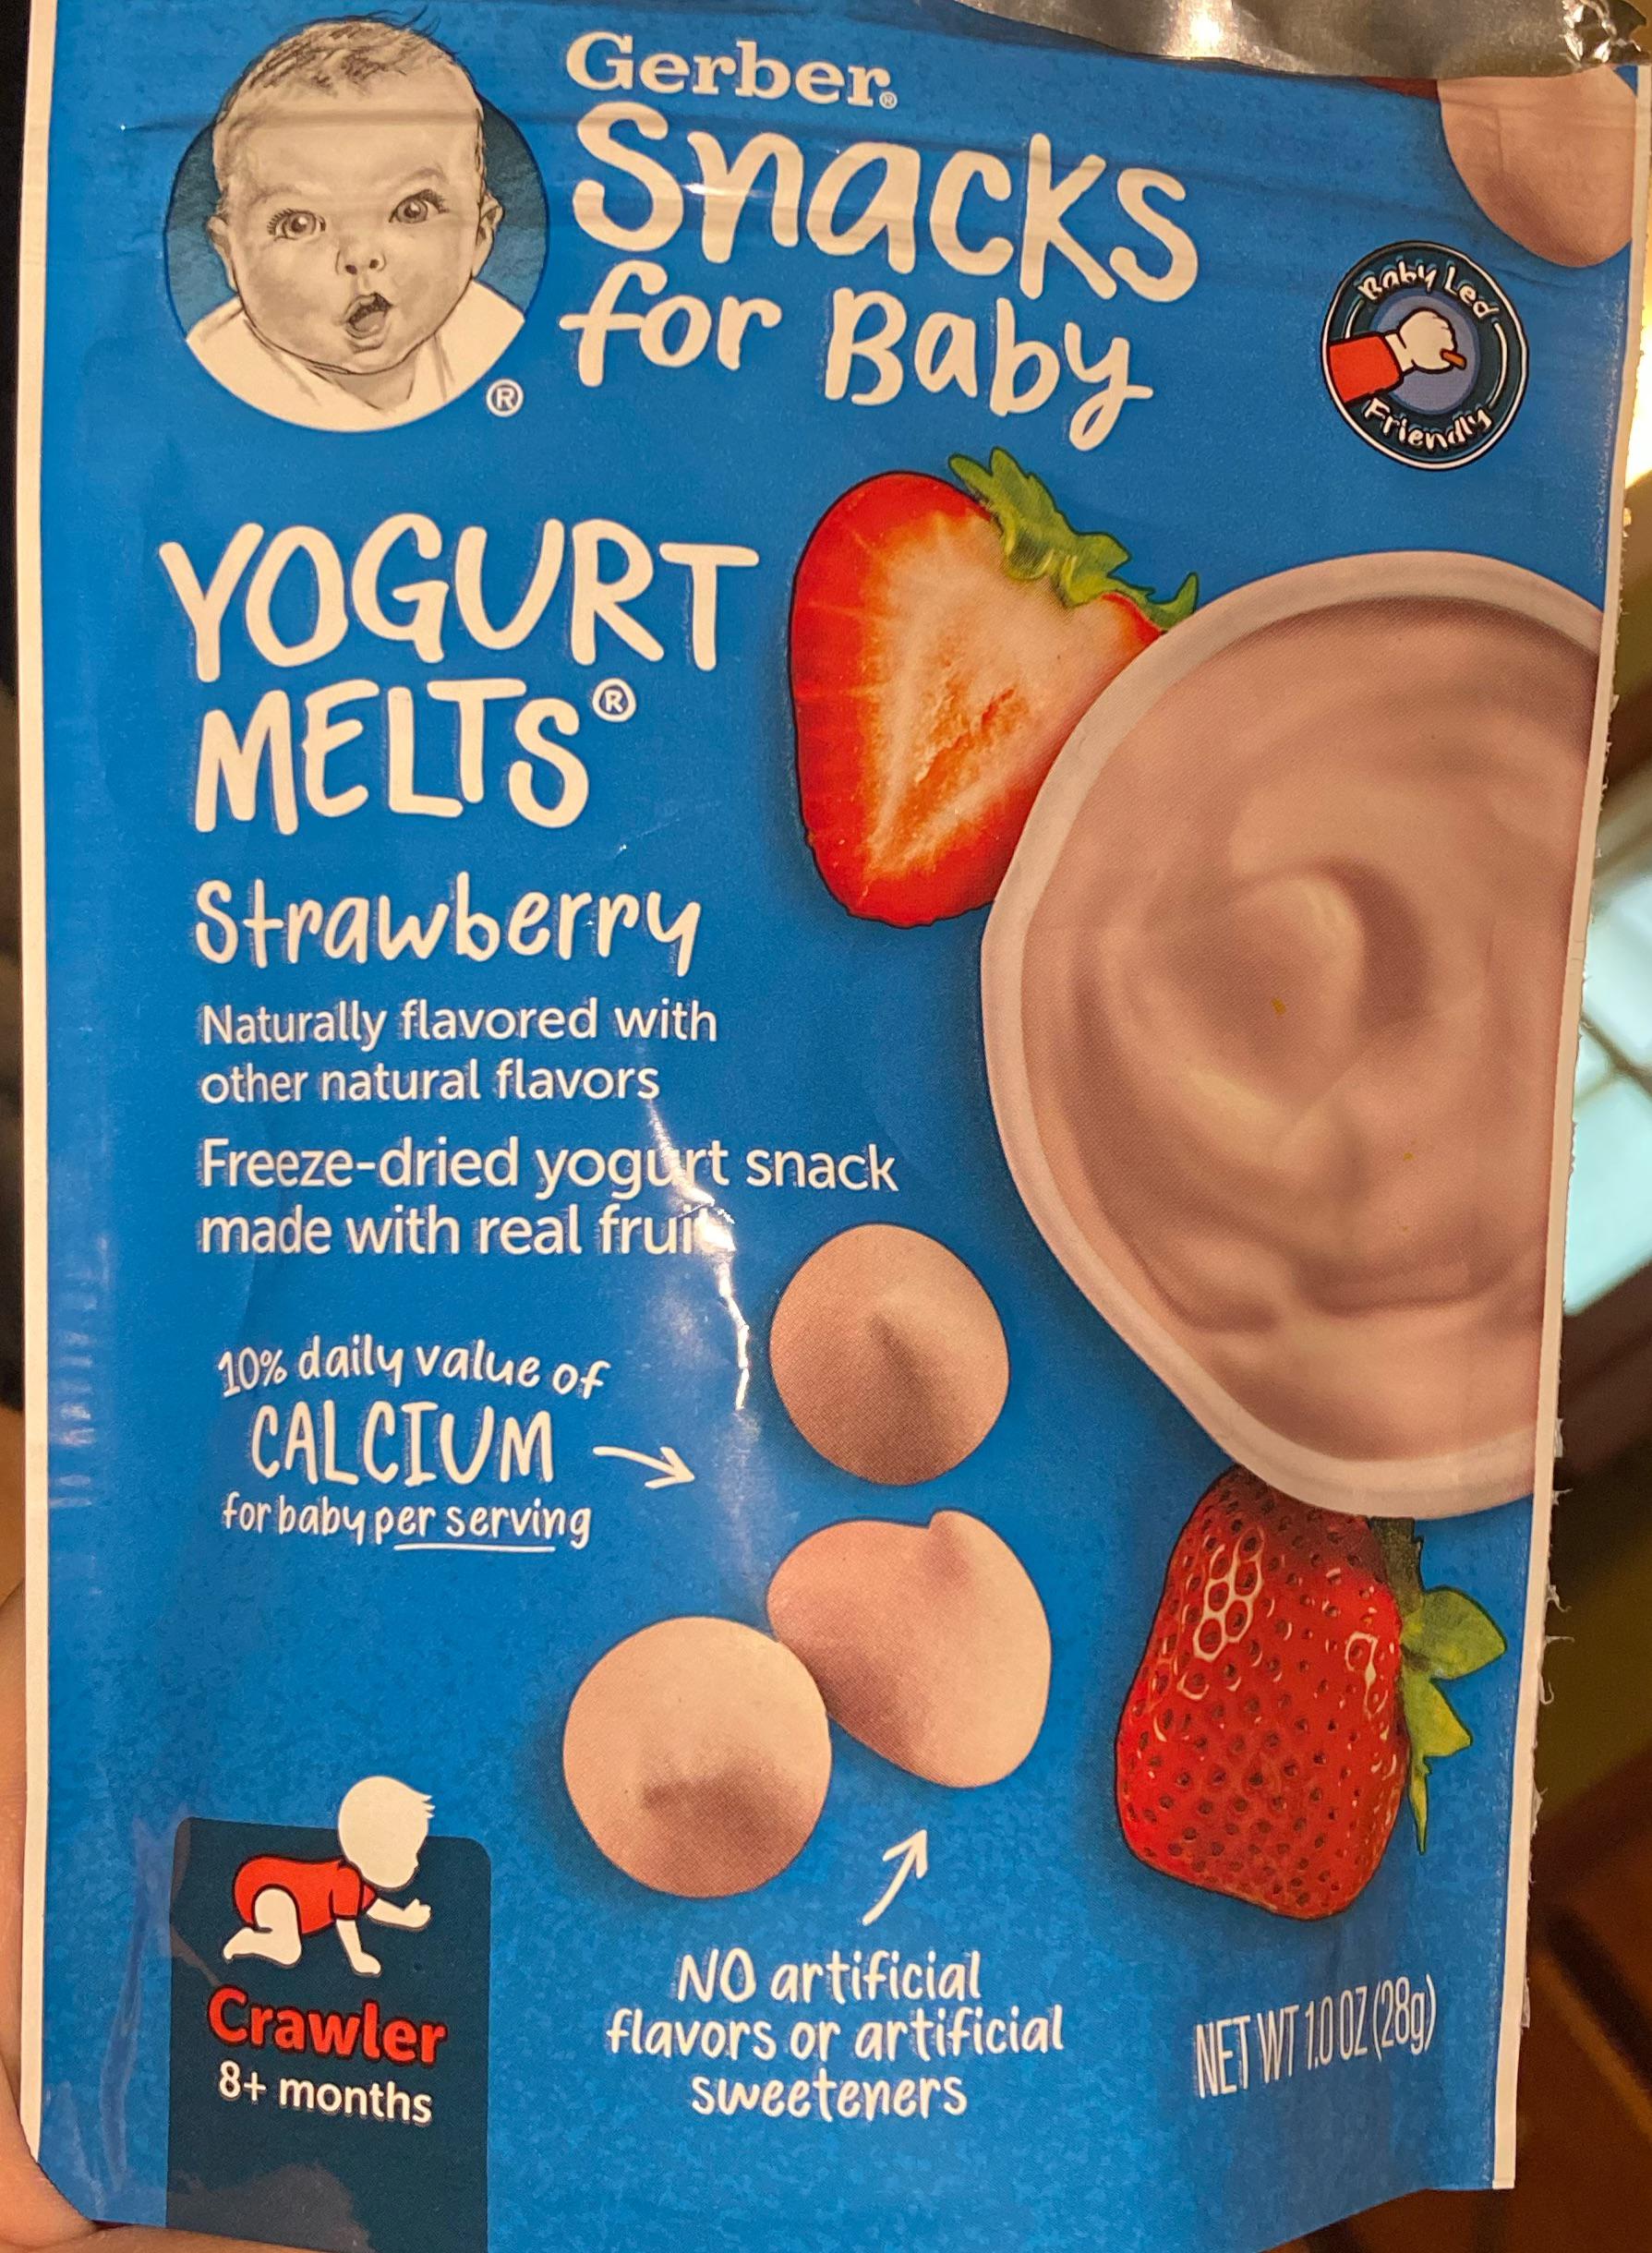 Gerber®
Snacks
for Baby
®
Baby Led
Friendly
YOGURT
MELTS®
Strawberry
Naturally flavored with
other natural flavors
Freeze-dried yogurt snack
made with real fruit
10% daily value of
CALCIUM
for baby per serving
Crawler
8+ months
NO artificial
flavors or artificial
sweeteners
NET WT 1.0 OZ (28g)